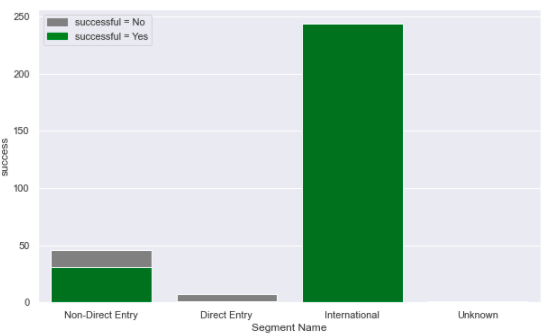 successful = No
successful = Yes
250
200
150
100
50
0
success
Non-Direct Entry
Direct Entry
International
Unknown
Segment Name